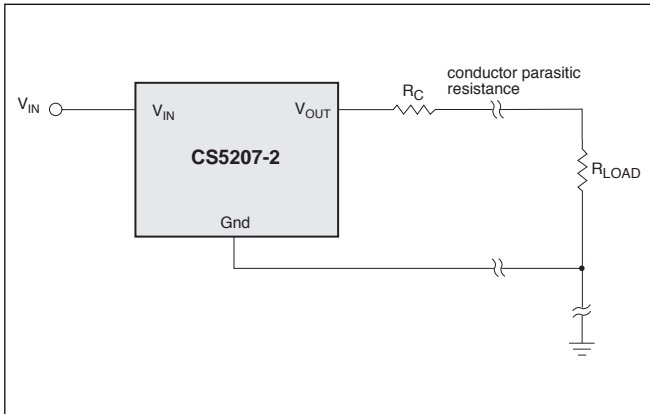 V_IN
V_IN
V_OUT
CS5207-2
Gnd
R_C
conductor parasitic
resistance
R_LOAD